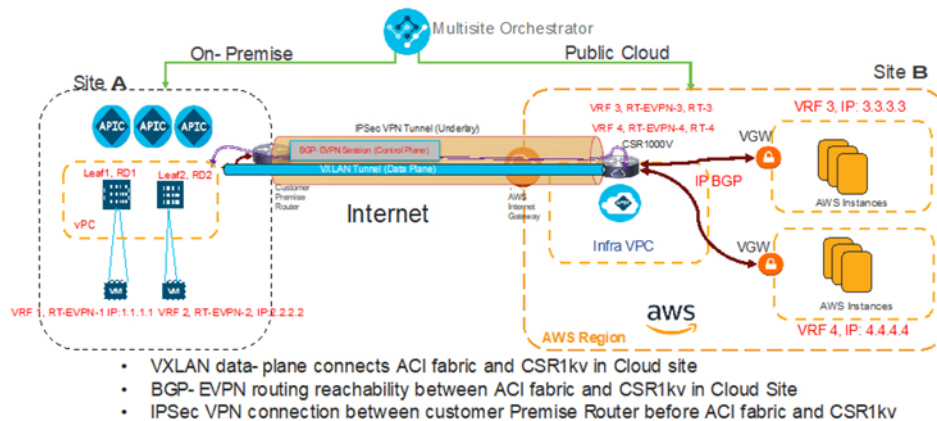 Multisite Orchestrator
On- Premise
Public Cloud
Site A
Site B
APIC
APIC
APIC
IPSec VPN Tunnel (Underlay)
BGP-EVPN Session (Control Plane)
VXLAN Tunnel (Data Plane)
VRF 3, RT-EVPN-3, RT-3
VRF 4, RT-EVPN-4, RT-4
CSR1000V
VRF 3, IP: 3.3.3.3
VGW
AWS Instances
Leaf1, RD1
Leaf2, RD2
vPC
Customer
Premise
Router
Internet
AWS
Internet
Gateway
IP BGP
APIC
Infra VPC
VGW
AWS Instances
VM
VM
VRF 1, RT-EVPN-1 IP:1.1.1.1
VRF 2, RT-EVPN-2, IP:2.2.2.2
aws
AWS Region
VRF 4, IP: 4.4.4.4
• VXLAN data- plane connects ACI fabric and CSR1kv in Cloud site
• BGP- EVPN routing reachability between ACI fabric and CSR1kv in Cloud Site
• IPSec VPN connection between customer Premise Router before ACI fabric and CSR1kv